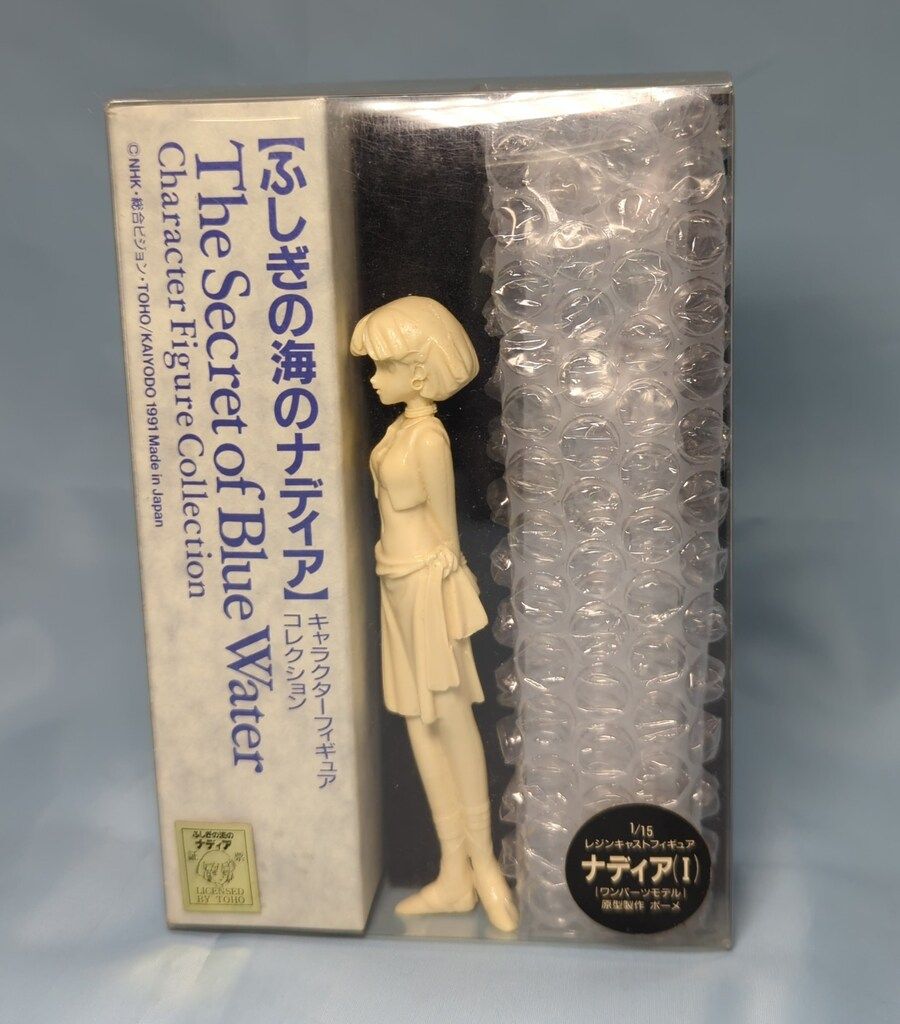 【ふしぎの海のナディア】
キャラクターフィギュア
コレクション
The Secret of Blue Water
Character Figure Collection
©NHK・総合ビジョン・TOHO/KAIYODO 1991 Made in Japan
ふしぎの海の
ナディア
LICENSED
BY TOHO
1/15
レジンキャストフィギュア
ナディア(I)
[ワンパーツモデル]
原型製作 ボーメ